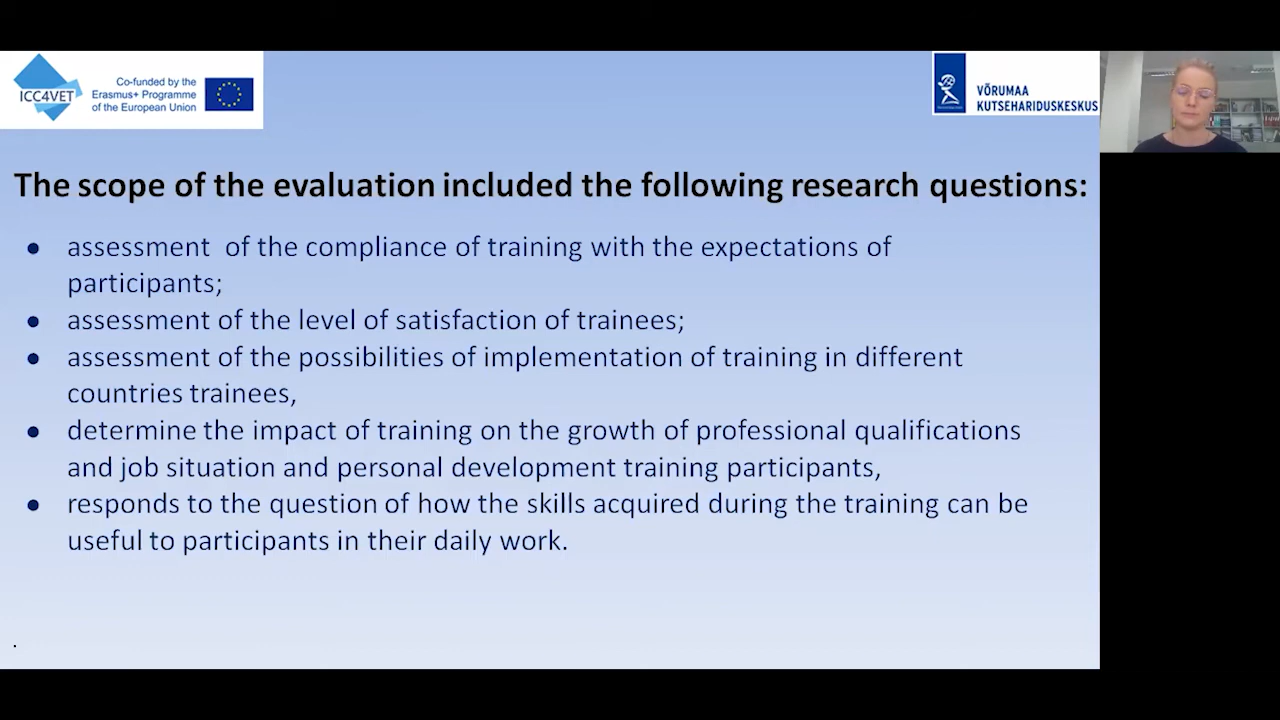 ICC4VET
Co-funded by the
Erasmus+ Programme
of the European Union
VÕRUMAA
KUTSEHARIDUSKESKUS
The scope of the evaluation included the following research questions:
● assessment of the compliance of training with the expectations of
participants;
● assessment of the level of satisfaction of trainees;
● assessment of the possibilities of implementation of training in different
countries trainees,
● determine the impact of training on the growth of professional qualifications
and job situation and personal development training participants,
● responds to the question of how the skills acquired during the training can be
useful to participants in their daily work.
.